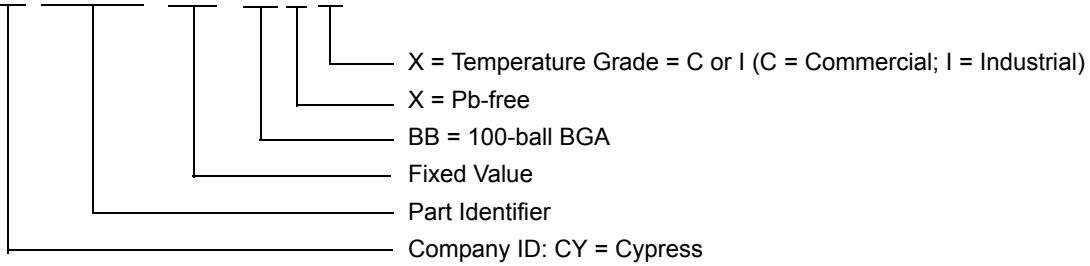 X = Temperature Grade = C or I (C = Commercial; I = Industrial)
X = Pb-free
BB = 100-ball BGA
Fixed Value
Part Identifier
Company ID: CY = Cypress